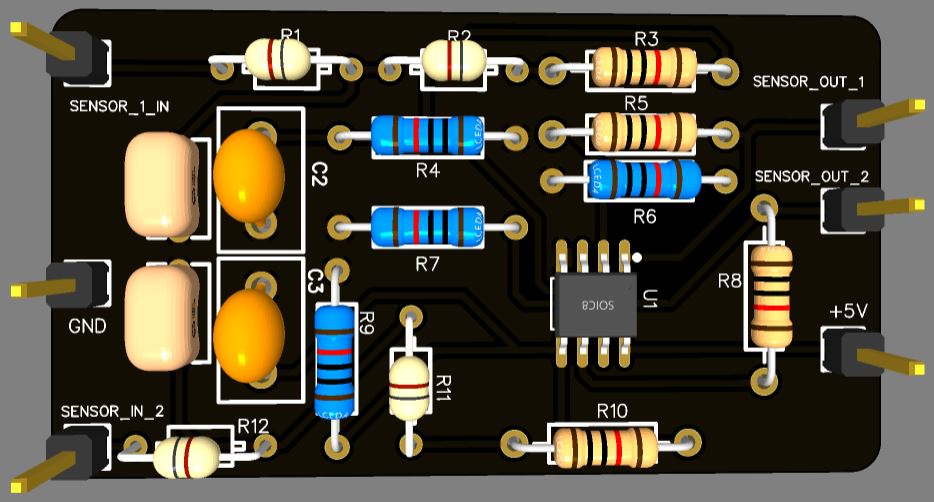 R1
R2
R3
SENSOR_1_IN
SENSOR_OUT_1
R5
R4
C2
SENSOR_OUT_2
R6
R7
C3
R8
U1
SOIC8
GND
R9
+5V
R11
SENSOR_IN_2
R12
R10